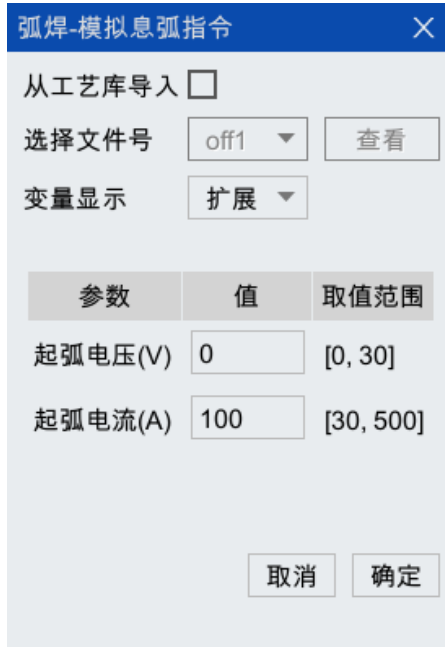 弧焊-模拟息弧指令
从工艺库导入
选择文件号 off1 查看
变量显示 扩展
参数 值 取值范围
起弧电压(V) 0 [0, 30]
起弧电流(A) 100 [30, 500]
取消 确定